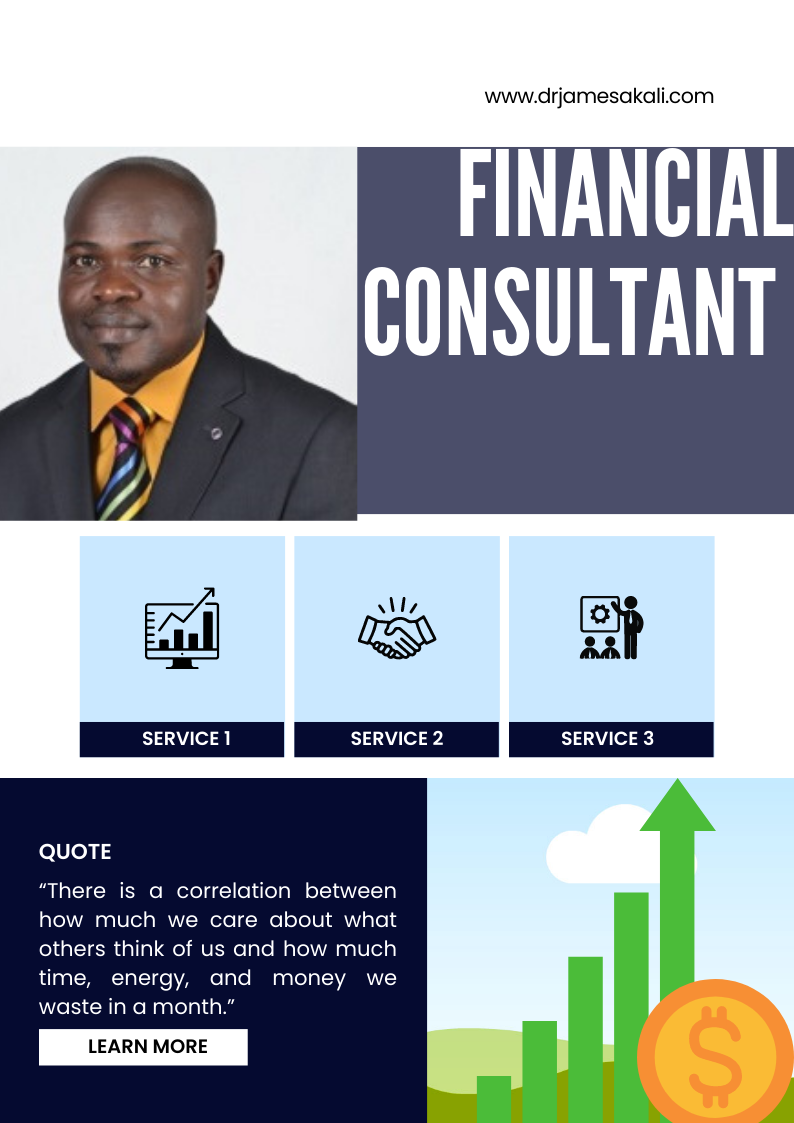 www.drjamesakali.com
FINANCIAL
CONSULTANT
SERVICE 1
SERVICE 2
SERVICE 3
QUOTE
“There is a correlation between
how much we care about what
others think of us and how much
time, energy, and money we
waste in a month.”
LEARN MORE
$